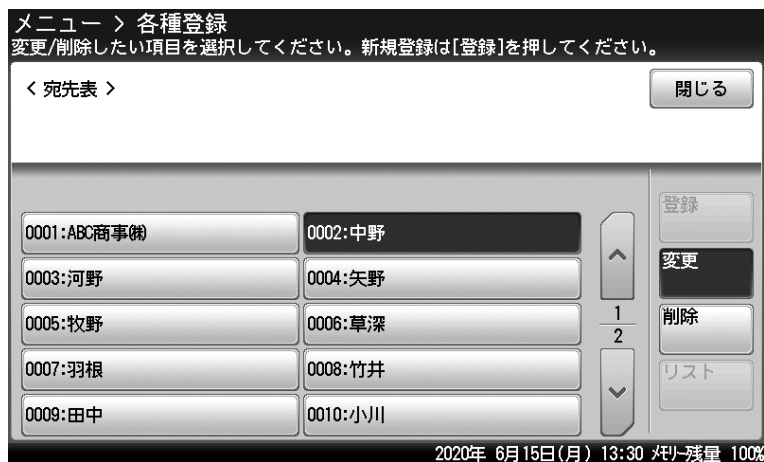 メニュー > 各種登録
変更/削除したい項目を選択してください。新規登録は[登録]を押してください。
< 宛先表 >
閉じる
登録
0001:ABC商事㈱
0002:中野
変更
0003:河野
0004:矢野
0005:牧野
0006:草深
1
2
削除
0007:羽根
0008:竹井
リスト
0009:田中
0010:小川
2020年 6月15日(月) 13:30 ﾒﾓﾘｰ残量 100%